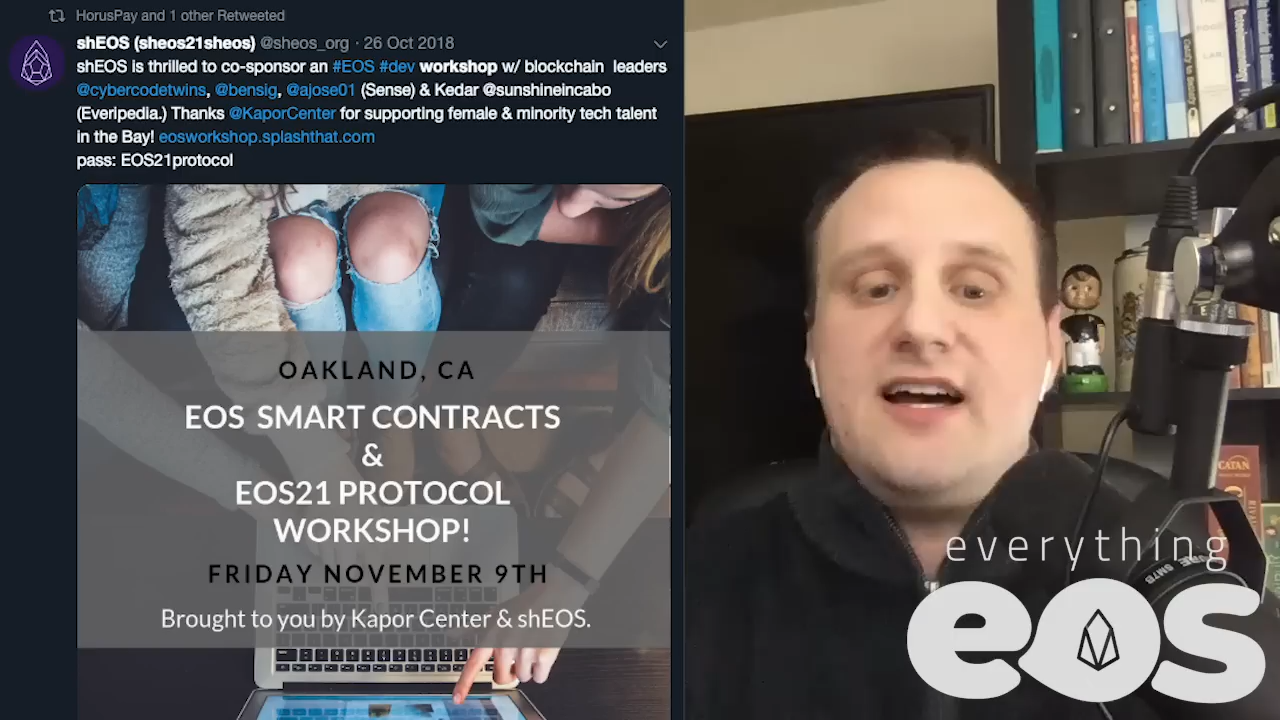 HorusPay and 1 other Retweeted
shEOS (sheos21sheos) @sheos_org · 26 Oct 2018
shEOS is thrilled to co-sponsor an #EOS #dev workshop w/ blockchain leaders
@cybercodetwins, @bensig, @ajose01 (Sense) & Kedar @sunshineincabo
(Everipedia.) Thanks @KaporCenter for supporting female & minority tech talent
in the Bay! eosworkshop.splashthat.com
pass: EOS21protocol
OAKLAND, CA
EOS SMART CONTRACTS
&
EOS21 PROTOCOL
WORKSHOP!
FRIDAY NOVEMBER 9TH
Brought to you by Kapor Center & shEOS.
CATAN
everything
eos